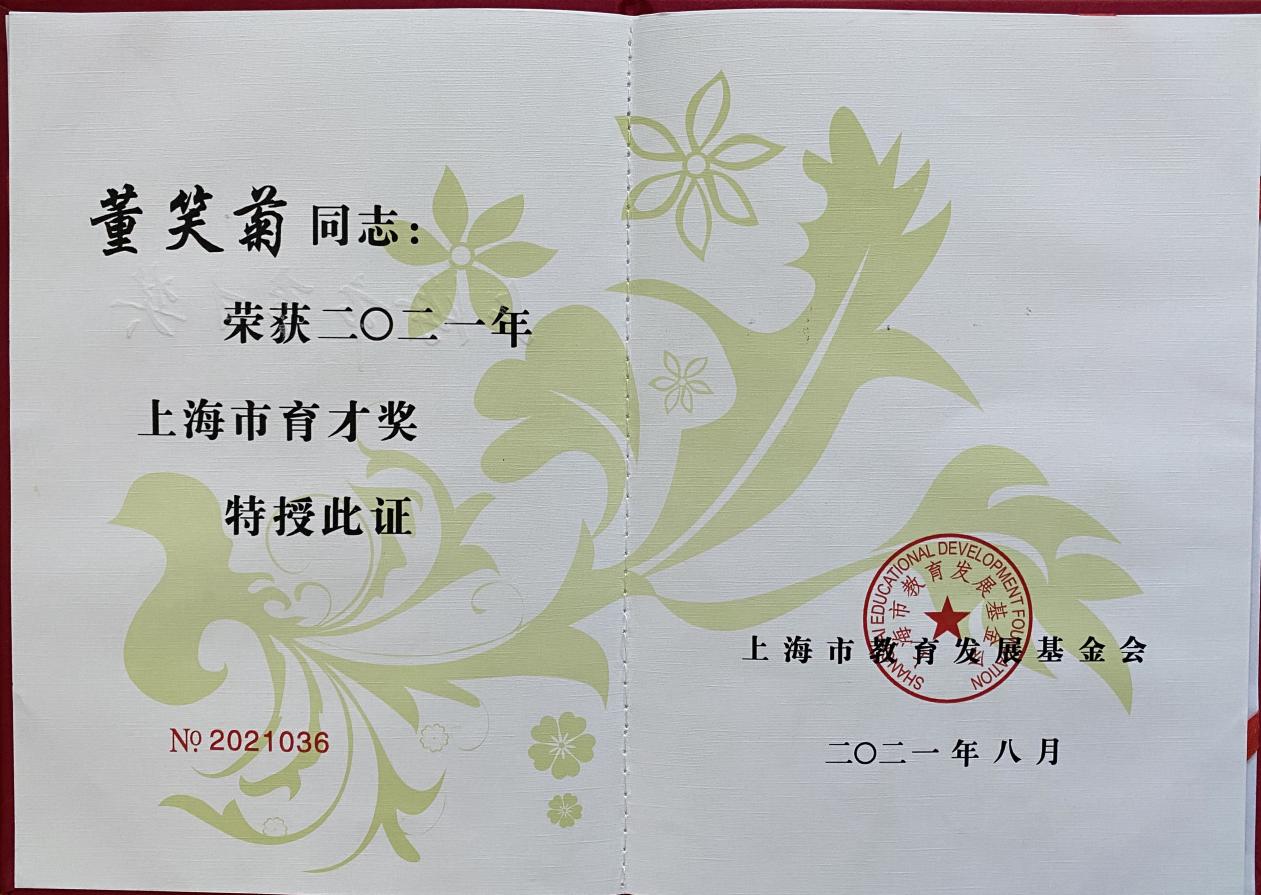 董笑菊同志：
荣获二〇二一年
上海市育才奖
特授此证
№ 2021036
上海市教育发展基金会
SHANGHAI EDUCATIONAL DEVELOPMENT FOUNDATION
上海市教育发展基金会
二〇二一年八月